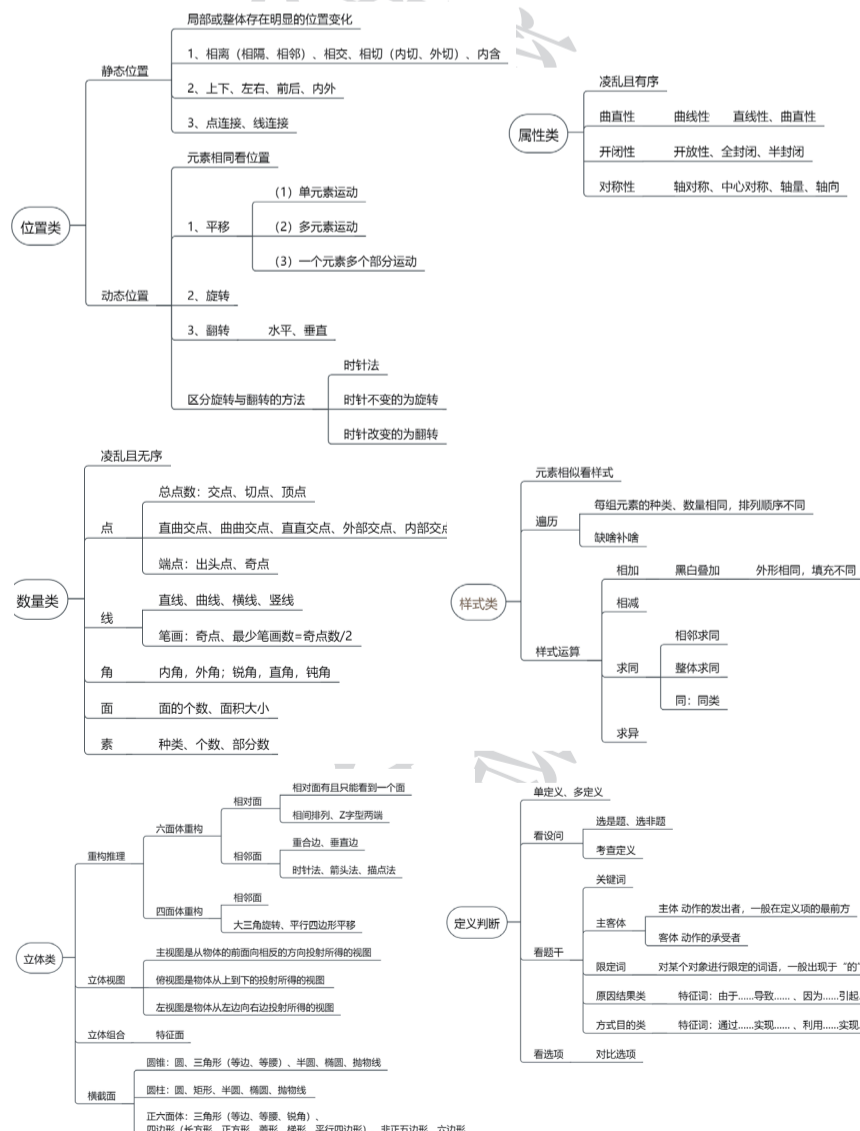 局部或整体存在明显的位置变化
静态位置
1、相离（相隔、相邻）、相交、相切（内切、外切）、内含
2、上下、左右、前后、内外
3、点连接、线连接
位置类
元素相同看位置
动态位置
1、平移
（1）单元素运动
（2）多元素运动
（3）一个元素多个部分运动
2、旋转
3、翻转 水平、垂直
区分旋转与翻转的方法
时针法
时针不变的为旋转
时针改变的为翻转
属性类
凌乱且有序
曲直性 曲线性 直线性、曲直性
开闭性 开放性、全封闭、半封闭
对称性 轴对称、中心对称、轴量、轴向
数量类
凌乱且无序
点
总点数：交点、切点、顶点
直曲交点、曲曲交点、直直交点、外部交点、内部交点
端点：出头点、奇点
线
直线、曲线、横线、竖线
笔画：奇点、最少笔画数=奇点数/2
角 内角，外角；锐角，直角，钝角
面 面的个数、面积大小
素 种类、个数、部分数
样式类
元素相似看样式
遍历
每组元素的种类、数量相同，排列顺序不同
缺啥补啥
样式运算
相加 黑白叠加 外形相同，填充不同
相减
求同
相邻求同
整体求同
同：同类
求异
立体类
重构推理
六面体重构
相对面
相对面有且只能看到一个面
相间排列、Z字型两端
相邻面
重合边、垂直边
时针法、箭头法、描点法
四面体重构
相邻面
大三角旋转、平行四边形平移
立体视图
主视图是从物体的前面向相反的方向投射所得的视图
俯视图是物体从上到下的投射所得的视图
左视图是物体从左边向右边投射所得的视图
立体组合 特征面
横截面
圆锥：圆、三角形（等边、等腰）、半圆、椭圆、抛物线
圆柱：圆、矩形、半圆、椭圆、抛物线
正六面体：三角形（等边、等腰、锐角）、
四边形（长方形、正方形、菱形、梯形、平行四边形）、非正五边形、六边形
定义判断
单定义、多定义
看设问
选是题、选非题
考查定义
看题干
关键词
主客体
主体 动作的发出者，一般在定义项的最前方
客体 动作的承受者
限定词 对某个对象进行限定的词语，一般出现于“的”
原因结果类 特征词：由于......导致......、因为......引起
方式目的类 特征词：通过......实现......、利用......实现
看选项 对比选项